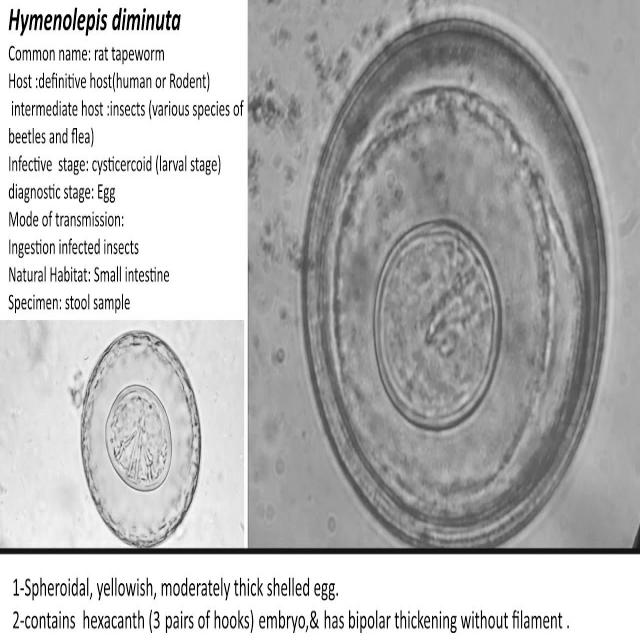 Hymenolepis diminuta
Common name: rat tapeworm
Host :definitive host(human or Rodent)
intermediate host :insects (various species of
beetles and flea)
Infective stage: cysticercoid (larval stage)
diagnostic stage: Egg
Mode of transmission:
Ingestion infected insects
Natural Habitat: Small intestine
Specimen: stool sample
1-Spheroidal, yellowish, moderately thick shelled egg.
2-contains hexacanth (3 pairs of hooks) embryo,& has bipolar thickening without filament .